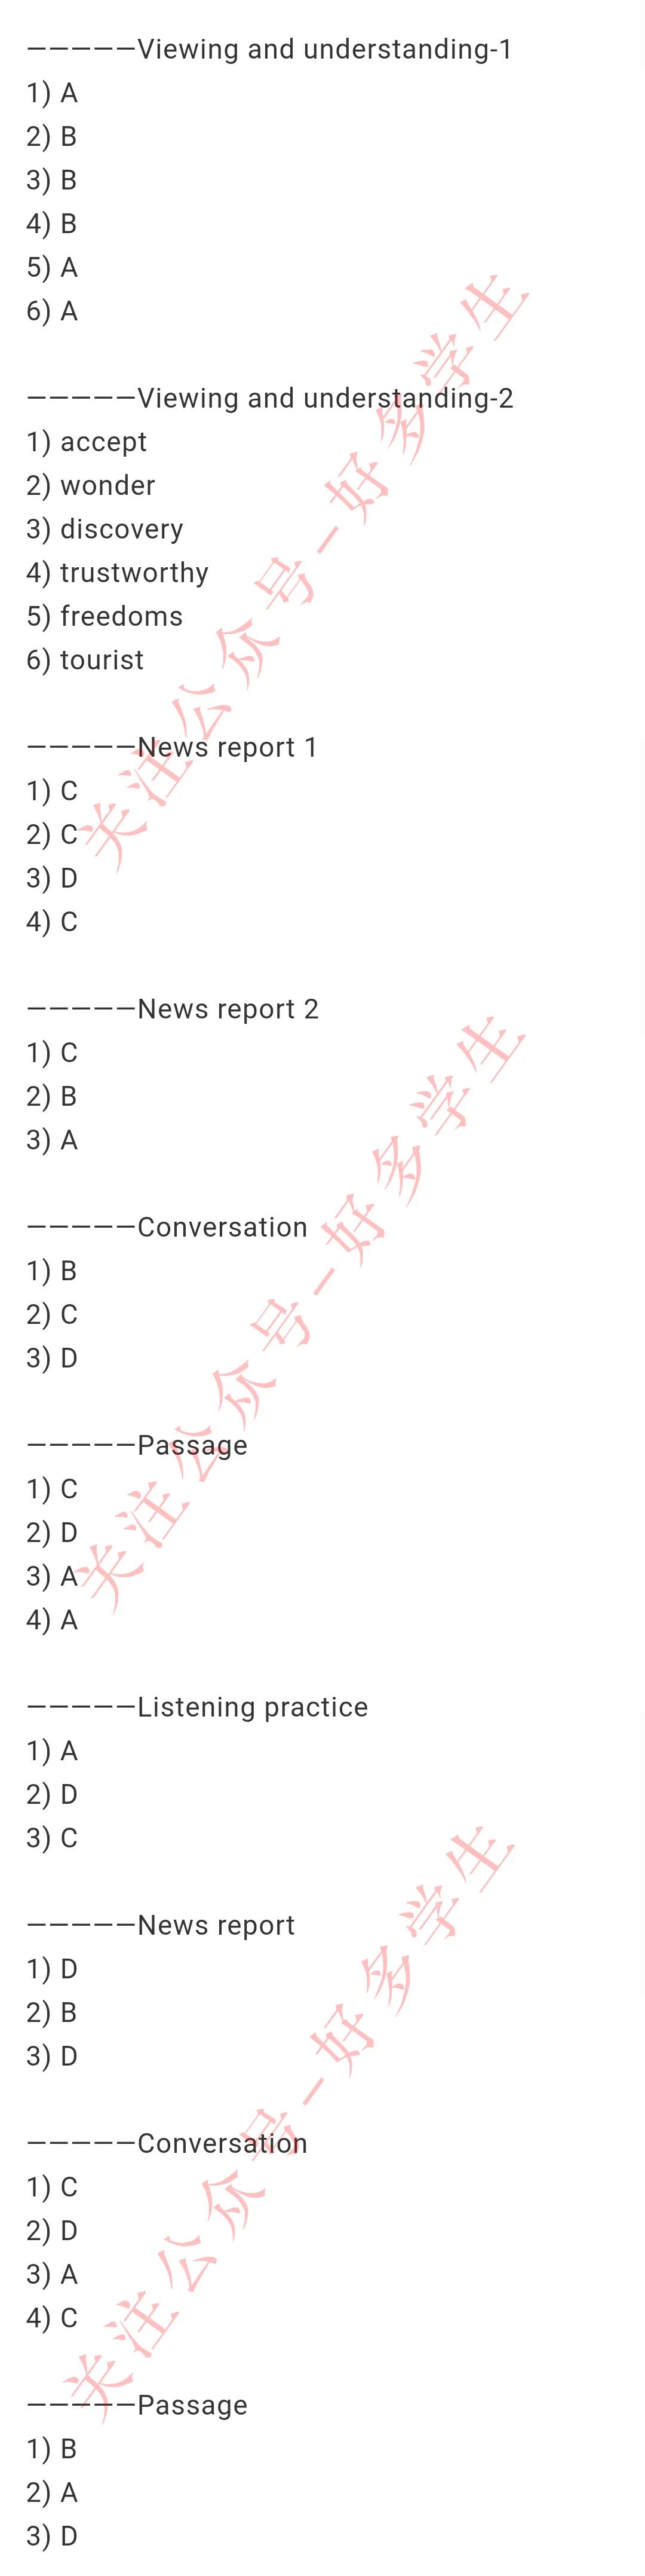 —————Viewing and understanding-1
1) A
2) B
3) B
4) B
5) A
6) A
—————Viewing and understanding-2
1) accept
2) wonder
3) discovery
4) trustworthy
5) freedoms
6) tourist
—————News report 1
1) C
2) C
3) D
4) C
—————News report 2
1) C
2) B
3) A
—————Conversation
1) B
2) C
3) D
—————Passage
1) C
2) D
3) A
4) A
—————Listening practice
1) A
2) D
3) C
—————News report
1) D
2) B
3) D
—————Conversation
1) C
2) D
3) A
4) C
—————Passage
1) B
2) A
3) D
关注公众号–好多学生
关注公众号–好多学生
关注公众号–好多学生